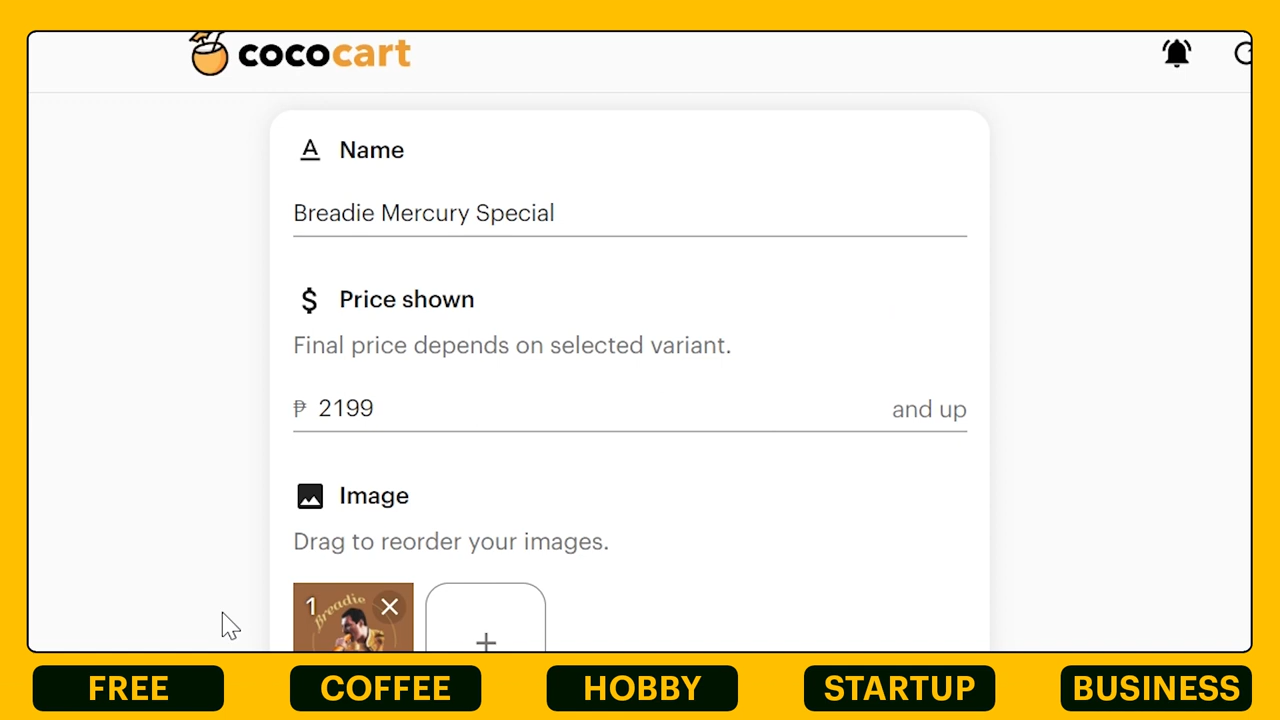 cococart
Name
Breadie Mercury Special
Price shown
Final price depends on selected variant.
₱ 2199 and up
Image
Drag to reorder your images.
1 Breadie
FREE COFFEE HOBBY STARTUP BUSINESS